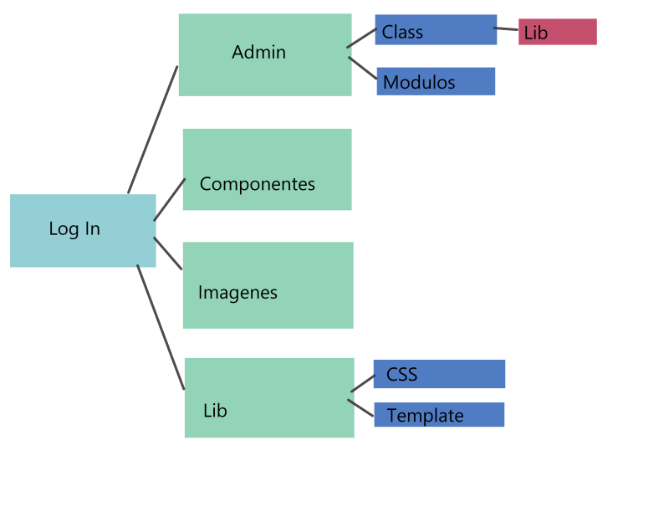 Admin
Class
Lib
Modulos
Componentes
Log In
Imagenes
Lib
CSS
Template